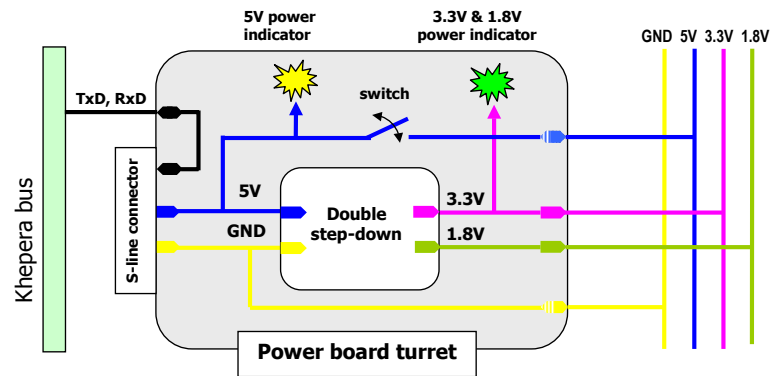 5V power
indicator
3.3V & 1.8V
power indicator
GND 5V 3.3V 1.8V
TxD, RxD
switch
Khepera bus
S-line connector
5V
GND
Double
step-down
3.3V
1.8V
Power board turret